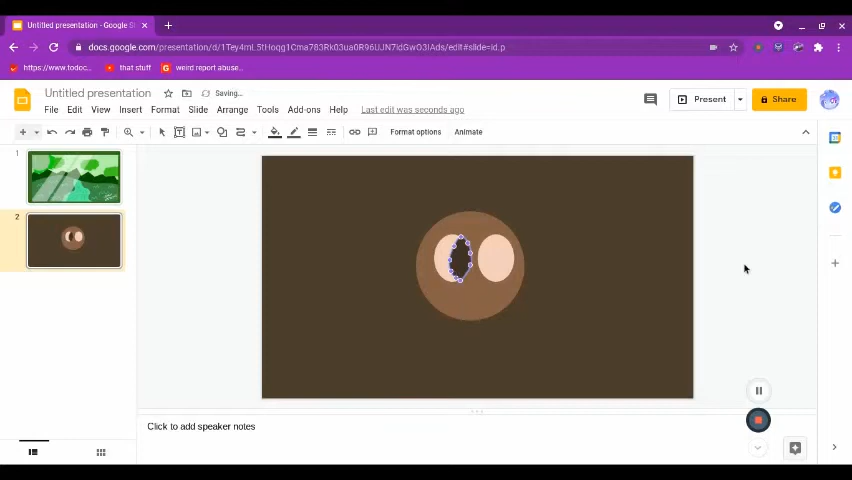 Untitled presentation - Google Sl
docs.google.com/presentation/d/1Tey4mL5tHoqg1Cma783Rk03ua0R96UJN7IdGwO3IAds/edit#slide=id.p
https://www.todoc...
that stuff
weird report abuse...
Untitled presentation
Saving...
File Edit View Insert Format Slide Arrange Tools Add-ons Help Last edit was seconds ago
Present
Share
Format options
Animate
1
2
Click to add speaker notes